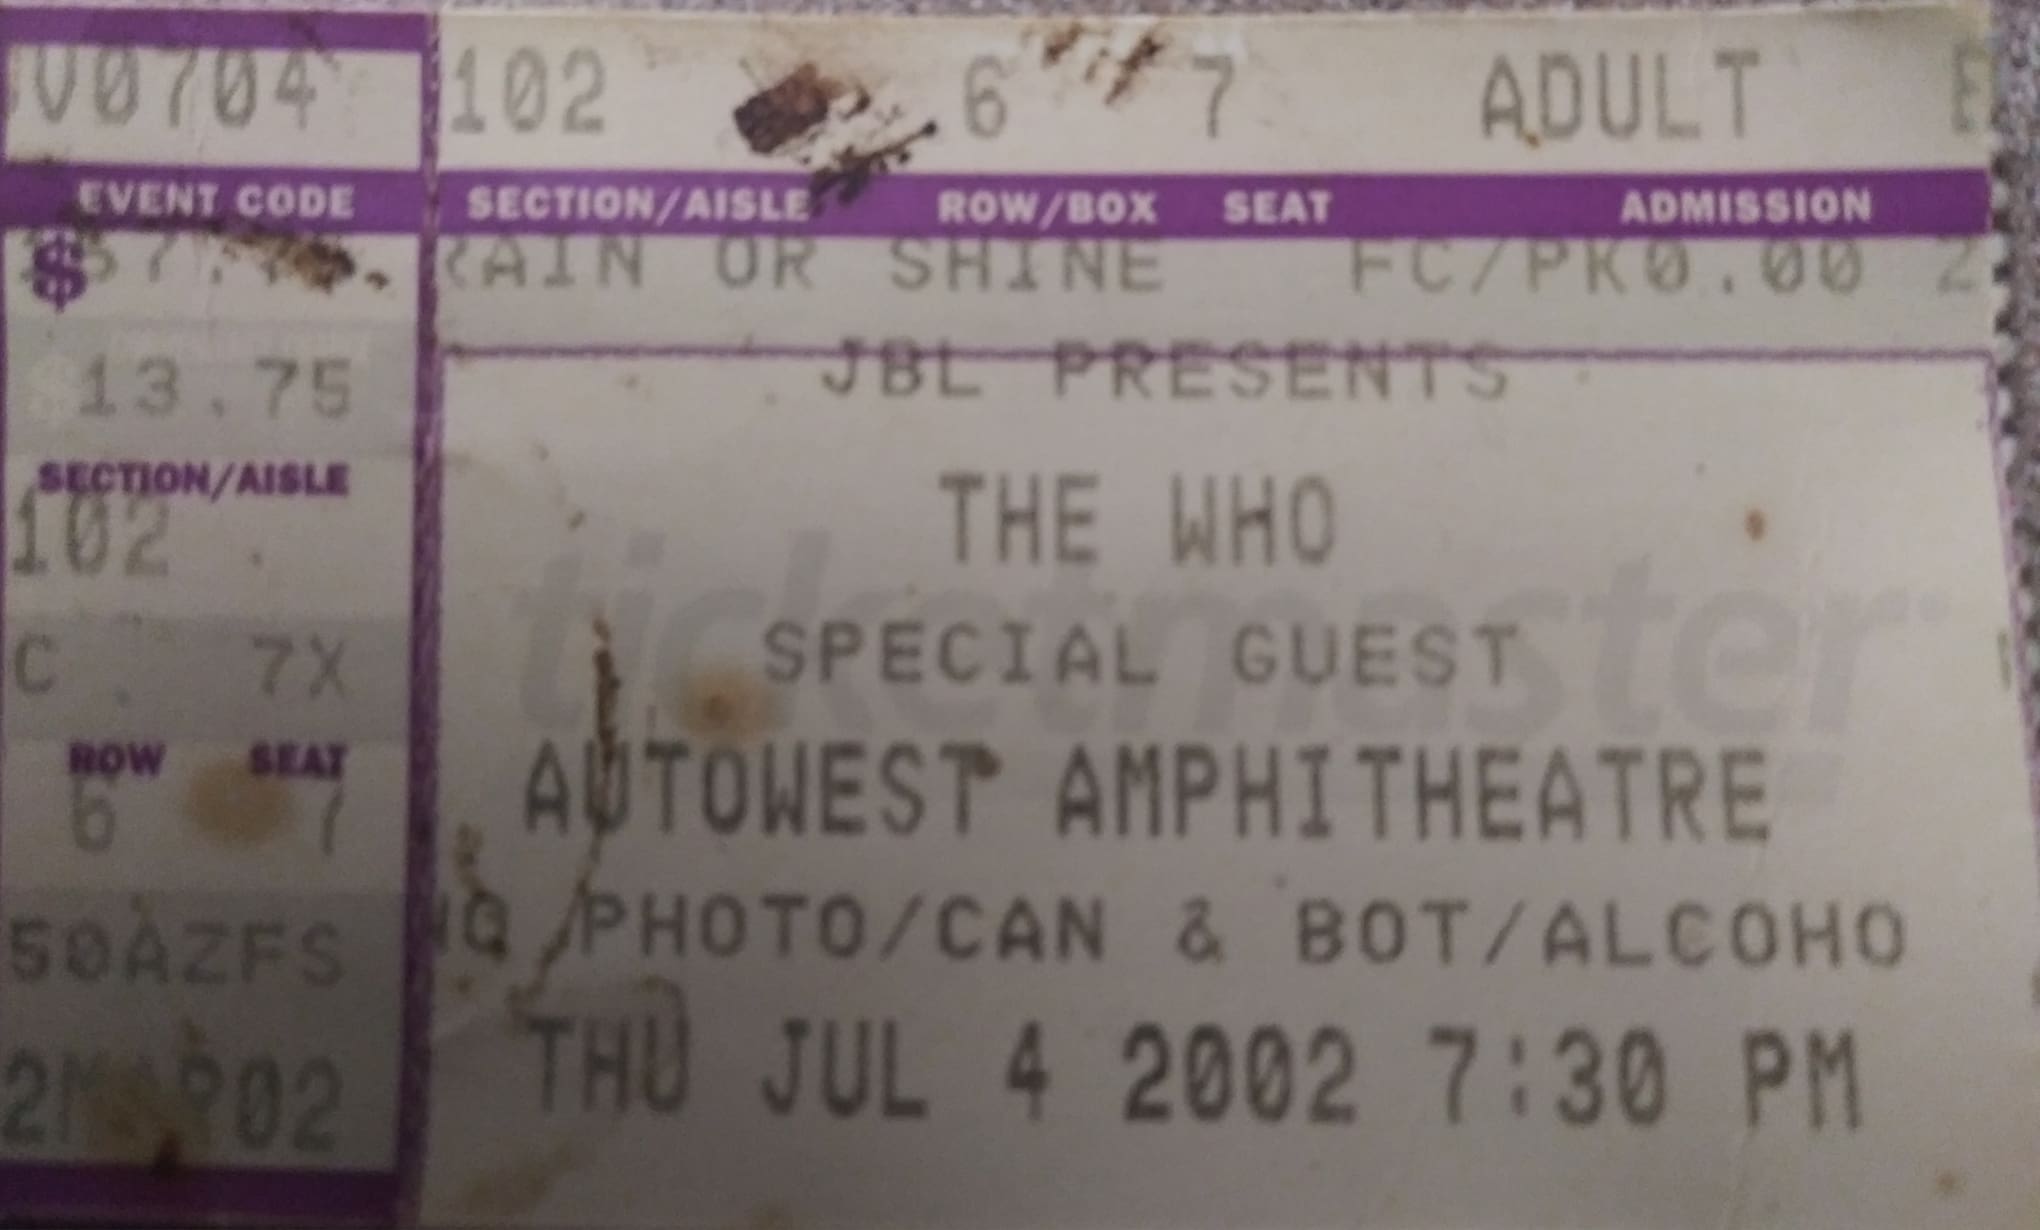 V0704 102 6 7 ADULT
EVENT CODE SECTION/AISLE ROW/BOX SEAT ADMISSION
$ RAIN OR SHINE FC/PK0.00
13.75 JBL PRESENTS
SECTION/AISLE
102 THE WHO
ticketmaster
C 7X SPECIAL GUEST
ROW SEAT
6 7 AUTOWEST AMPHITHEATRE
50AZFS PHOTO/CAN & BOT/ALCOHO
THU JUL 4 2002 7:30 PM